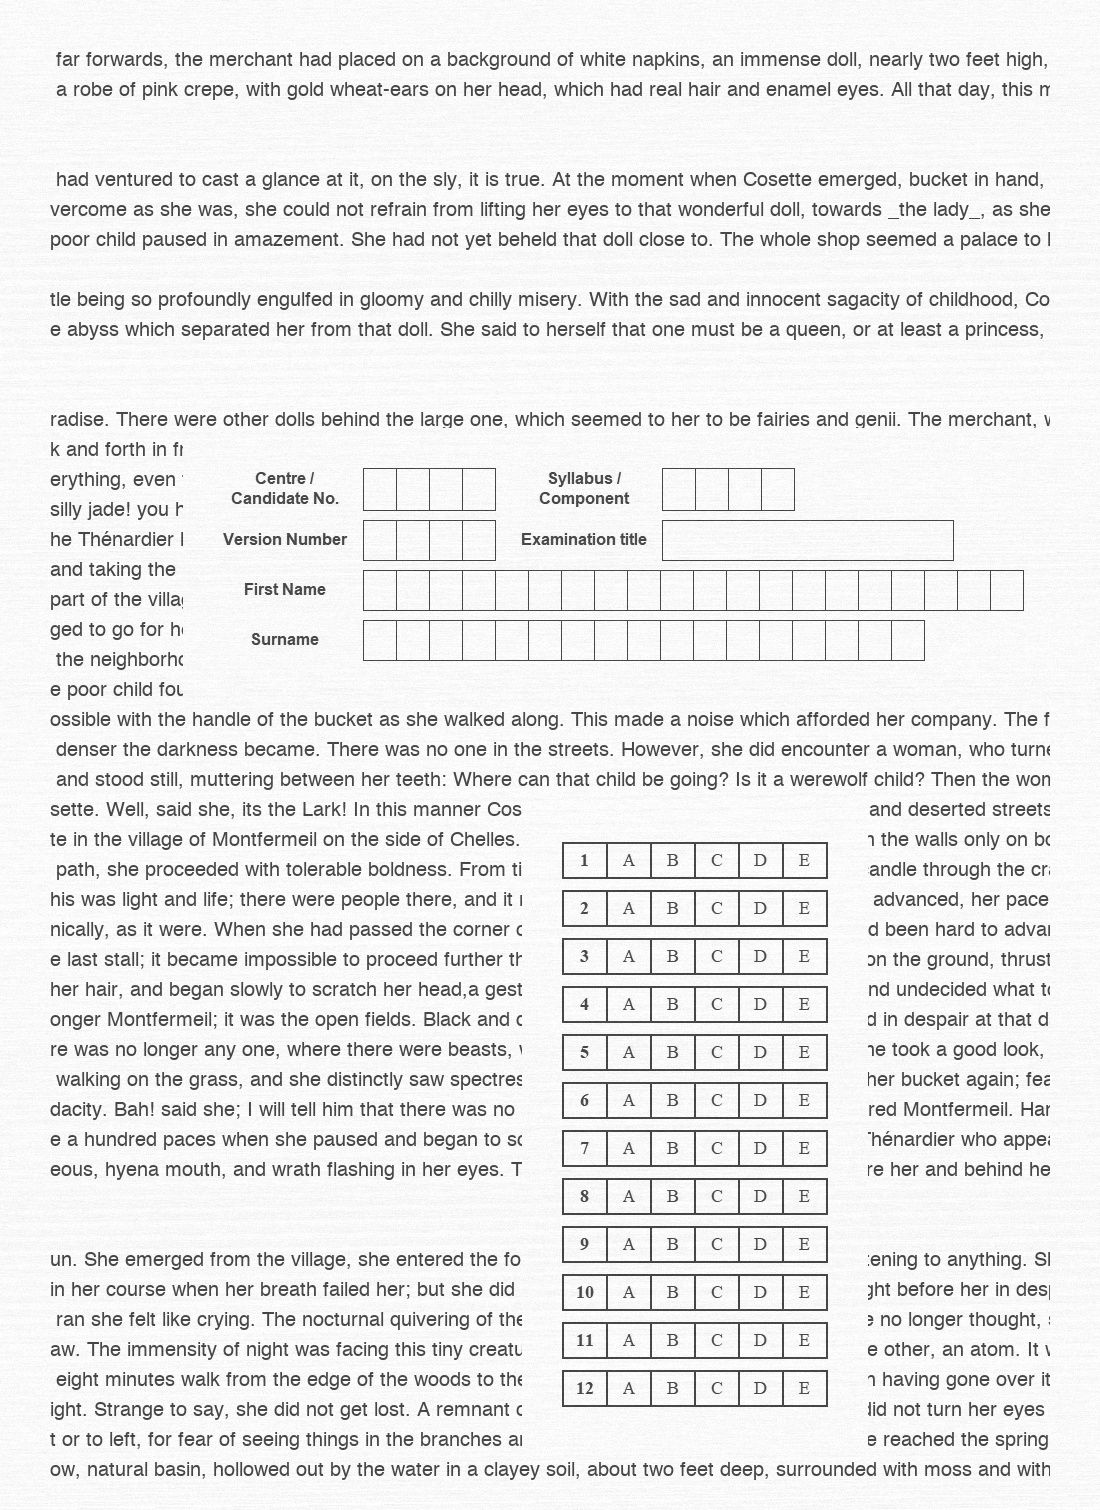 far forwards, the merchant had placed on a background of white napkins, an immense doll, nearly two feet high,
a robe of pink crepe, with gold wheat-ears on her head, which had real hair and enamel eyes. All that day, this
had ventured to cast a glance at it, on the sly, it is true. At the moment when Cosette emerged, bucket in hand,
vercome as she was, she could not refrain from lifting her eyes to that wonderful doll, towards _the lady_, as she
poor child paused in amazement. She had not yet beheld that doll close to. The whole shop seemed a palace to
tle being so profoundly engulfed in gloomy and chilly misery. With the sad and innocent sagacity of childhood, Co
e abyss which separated her from that doll. She said to herself that one must be a queen, or at least a princess,
radise. There were other dolls behind the large one, which seemed to her to be fairies and genii. The merchant,
k and forth in
erything, even
silly jade! you
he Thénardier
and taking the
part of the
ged to go for
the
e poor child
Centre / Candidate No.
Syllabus / Component
Version Number
Examination title
First Name
Surname
ossible with the handle of the bucket as she walked along. This made a noise which afforded her company. The
denser the darkness became. There was no one in the streets. However, she did encounter a woman, who turne
and stood still, muttering between her teeth: Where can that child be going? Is it a werewolf child? Then the wom
sette. Well, said she, its the Lark! In this manner Cos
te in the village of Montfermeil on the side of Chelles.
path, she proceeded with tolerable boldness. From
his was light and life; there were people there, and it
nically, as it were. When she had passed the corner
e last stall; it became impossible to proceed further
her hair, and began slowly to scratch her head,a gest
onger Montfermeil; it was the open fields. Black and
re was no longer any one, where there were beasts,
walking on the grass, and she distinctly saw spectres
dacity. Bah! said she; I will tell him that there was no
e a hundred paces when she paused and began to
eous, hyena mouth, and wrath flashing in her eyes.
un. She emerged from the village, she entered the fo
in her course when her breath failed her; but she did
ran she felt like crying. The nocturnal quivering of the
aw. The immensity of night was facing this tiny creatu
eight minutes walk from the edge of the woods to the
ight. Strange to say, she did not get lost. A remnant
t or to left, for fear of seeing things in the branches
1 A B C D E
2 A B C D E
3 A B C D E
4 A B C D E
5 A B C D E
6 A B C D E
7 A B C D E
8 A B C D E
9 A B C D E
10 A B C D E
11 A B C D E
12 A B C D E
and deserted streets
the walls only on
andle through the
advanced, her pace
d been hard to
on the ground, thrust
nd undecided what
d in despair at that
took a good look,
her bucket again;
red Montfermeil.
Thénardier who
re her and behind
ening to anything.
before her in
no longer thought,
e other, an atom. It
having gone over it
did not turn her eyes
e reached the spring
ow, natural basin, hollowed out by the water in a clayey soil, about two feet deep, surrounded with moss and with